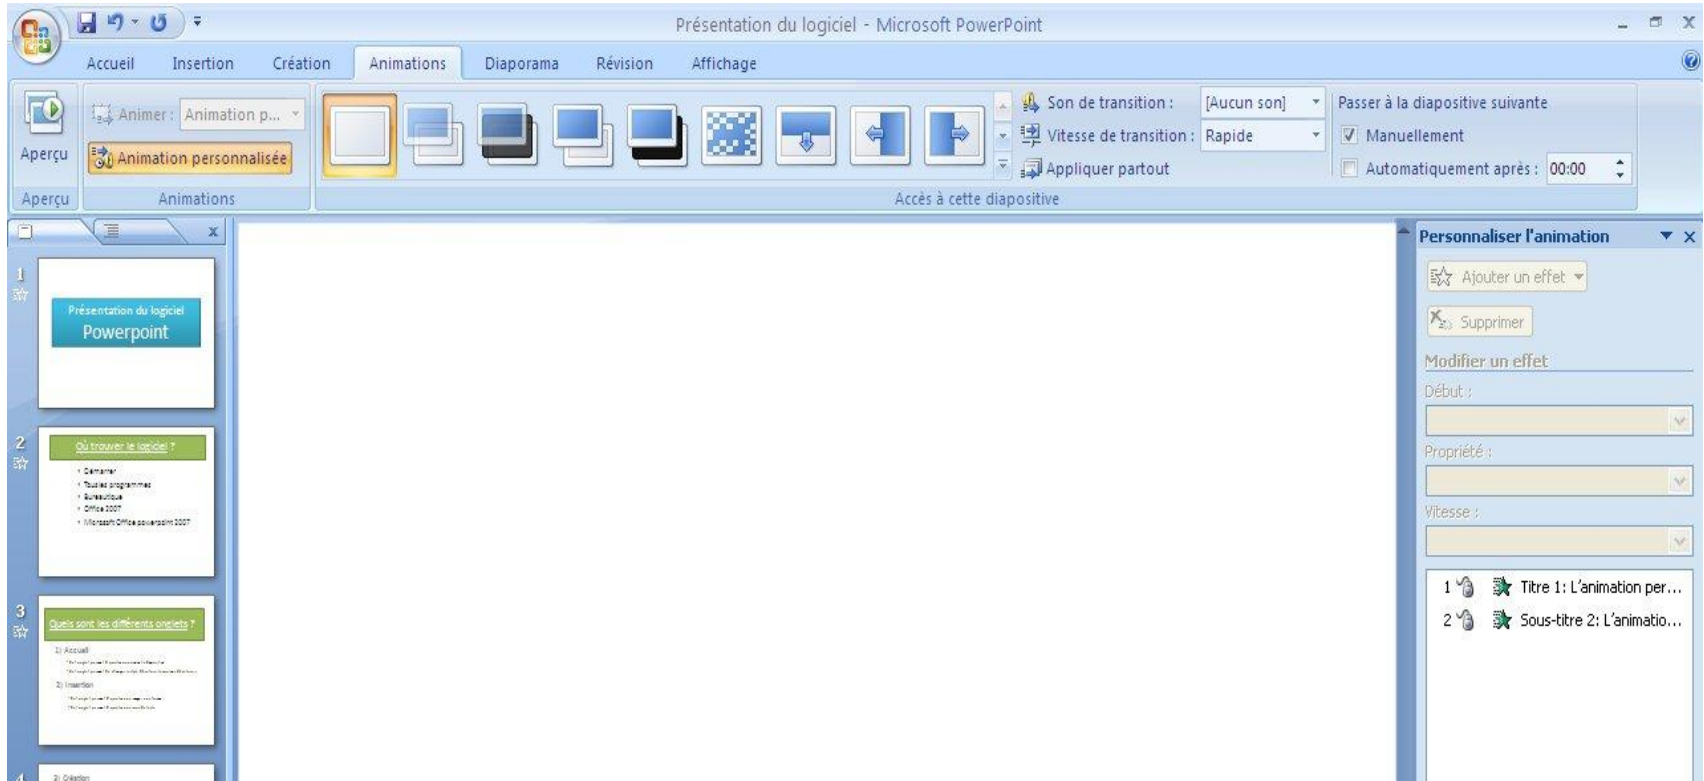 Présentation du logiciel - Microsoft PowerPoint
Accueil Insertion Création Animations Diaporama Révision Affichage
Aperçu
Animer : Animation p...
Animation personnalisée
Son de transition : [Aucun son]
Vitesse de transition : Rapide
Appliquer partout
Passer à la diapositive suivante
Manuellement
Automatiquement après : 00:00
Aperçu Animations Accès à cette diapositive
1
Présentation du logiciel
Powerpoint
2
Où trouver le logiciel ?
Démarrer
Tous les programmes
Bureautique
Office 2007
Microsoft Office powerpoint 2007
3
Quels sont les différents onglets ?
1) Accueil
2) Insertion
4
3) Création
Personnaliser l'animation
Ajouter un effet
Supprimer
Modifier un effet
Début :
Propriété :
Vitesse :
1 Titre 1: L'animation per...
2 Sous-titre 2: L'animatio...